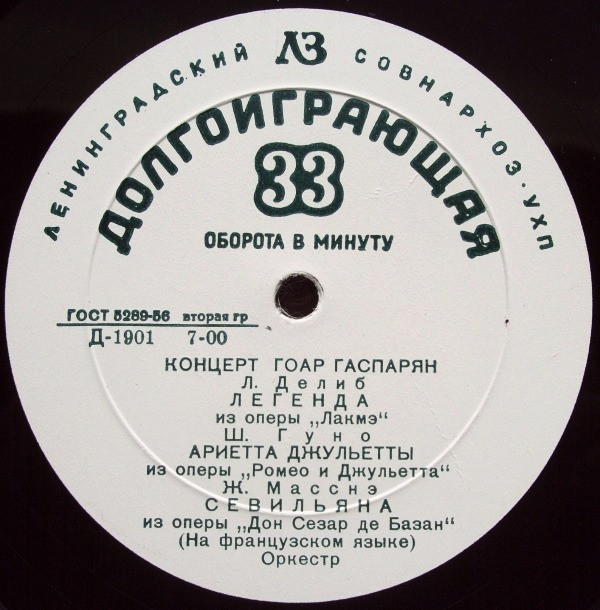 ЛЕНИНГРАДСКИЙ ЛЗ СОВНАРХОЗ·УХП
ДОЛГОИГРАЮЩАЯ
33
ОБОРОТА В МИНУТУ
ГОСТ 5289-56 вторая гр
Д-1901 7-00
КОНЦЕРТ ГОАР ГАСПАРЯН
Л. Делиб
ЛЕГЕНДА
из оперы „Лакмэ“
Ш. Гуно
АРИЕТТА ДЖУЛЬЕТТЫ
из оперы „Ромео и Джульетта“
Ж. Масснэ
СЕВИЛЬЯНА
из оперы „Дон Сезар де Базан“
(На французском языке)
Оркестр